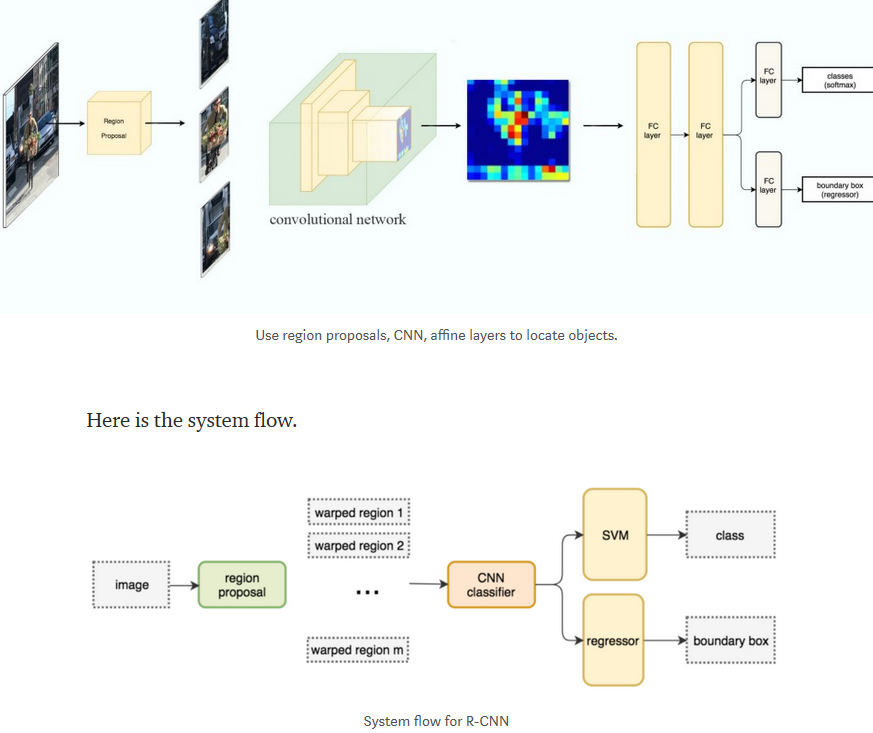 Region
Proposal
convolutional network
FC
layer
FC
layer
FC
layer
classes
(softmax)
FC
layer
boundary box
(regressor)
Use region proposals, CNN, affine layers to locate objects.
Here is the system flow.
image
region
proposal
warped region 1
warped region 2
...
warped region m
CNN
classifier
SVM
class
regressor
boundary box
System flow for R-CNN